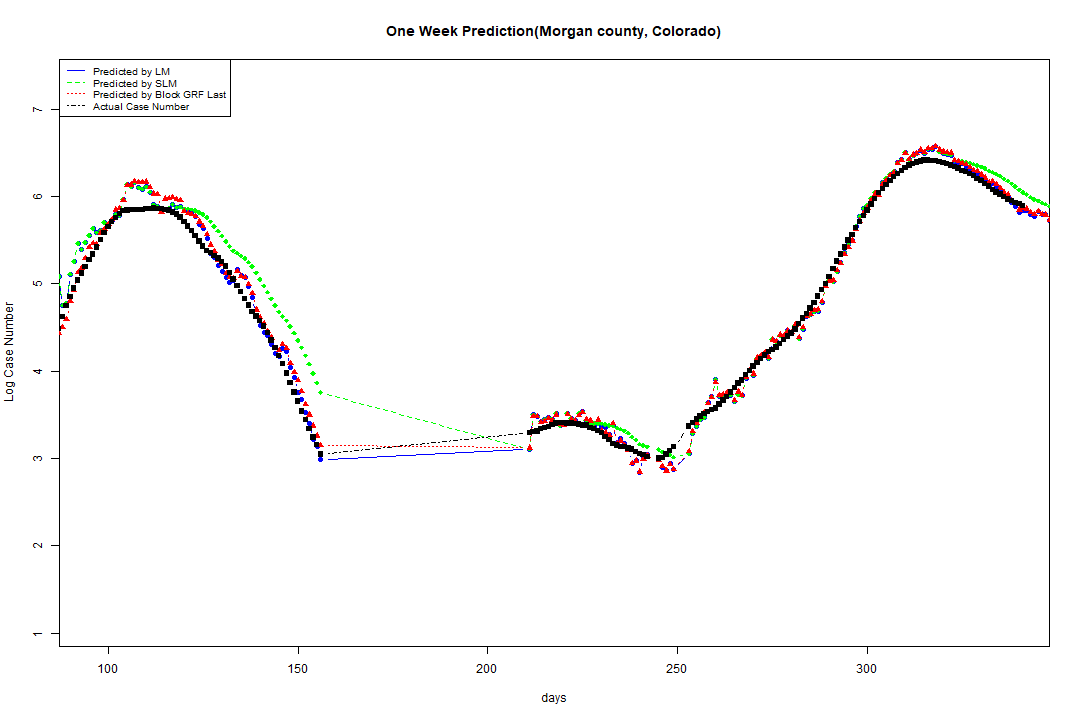 One Week Prediction(Morgan county, Colorado)
Predicted by LM
Predicted by SLM
Predicted by Block GRF Last
Actual Case Number
7
6
5
4
3
2
1
Log Case Number
100 150 200 250 300
days